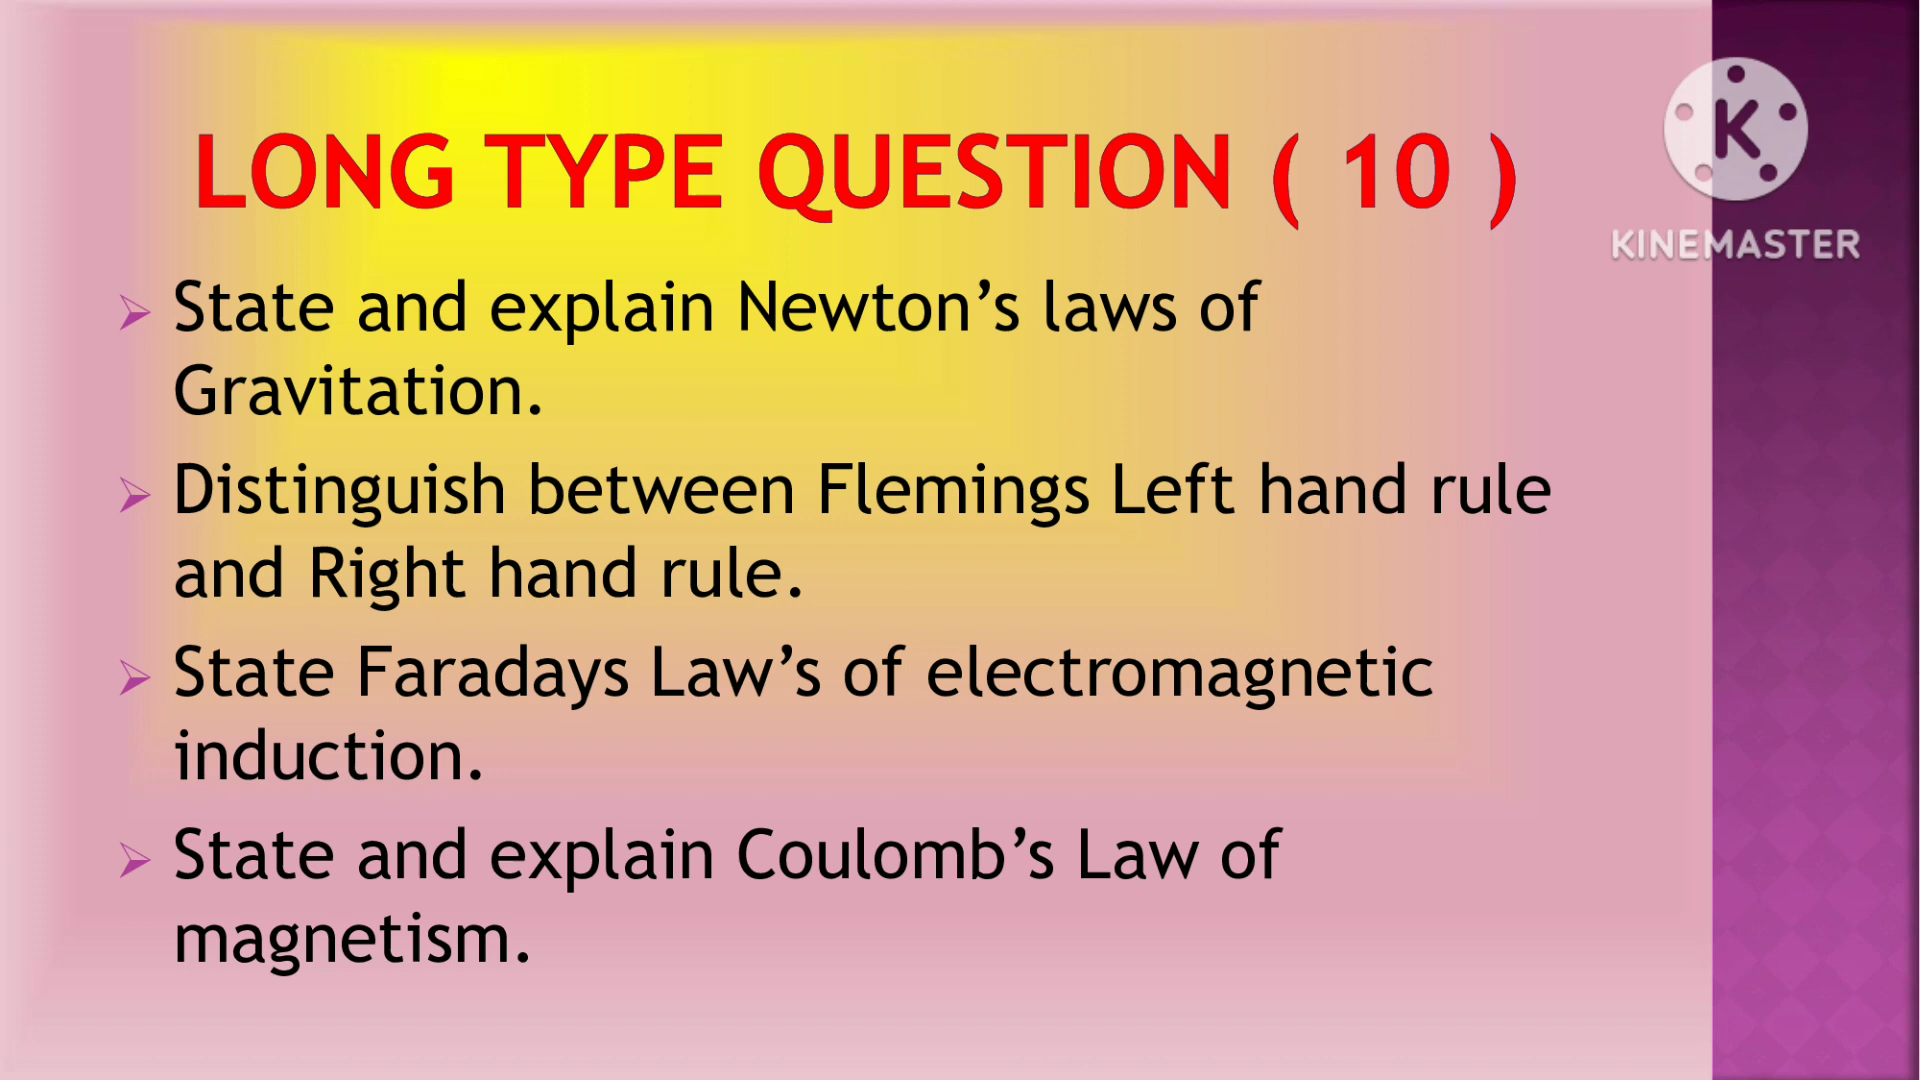 LONG TYPE QUESTION ( 10 )
K
KINEMASTER
➢ State and explain Newton’s laws of
Gravitation.
➢ Distinguish between Flemings Left hand rule
and Right hand rule.
➢ State Faradays Law’s of electromagnetic
induction.
➢ State and explain Coulomb’s Law of
magnetism.